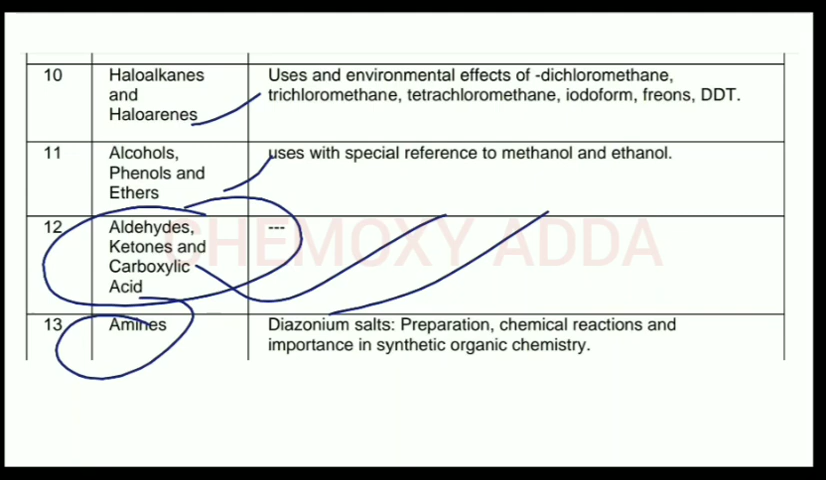 10 Haloalkanes and Haloarenes Uses and environmental effects of -dichloromethane,
trichloromethane, tetrachloromethane, iodoform, freons, DDT.
11 Alcohols, Phenols and Ethers uses with special reference to methanol and ethanol.
12 Aldehydes, Ketones and Carboxylic Acid ---
CHEMOXY ADDA
13 Amines Diazonium salts: Preparation, chemical reactions and
importance in synthetic organic chemistry.